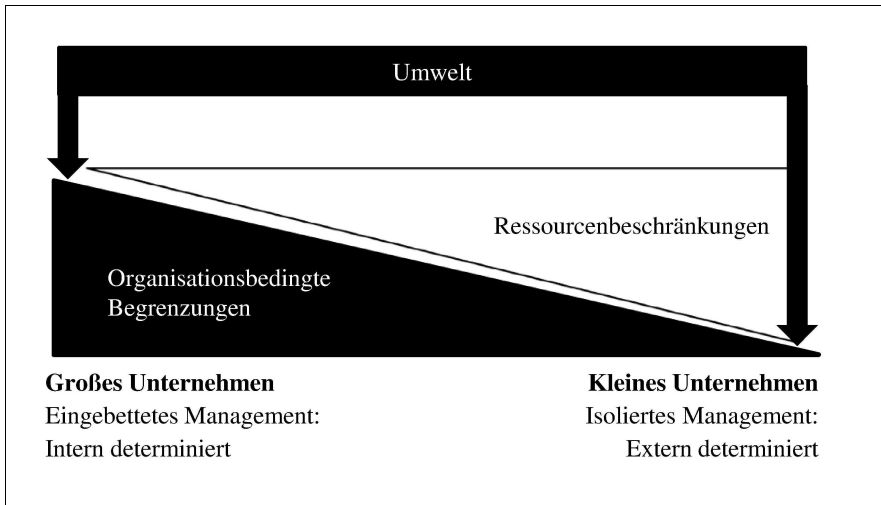 Umwelt
Ressourcenbeschränkungen
Organisationsbedingte
Begrenzungen
Großes Unternehmen
Eingebettetes Management:
Intern determiniert
Kleines Unternehmen
Isoliertes Management:
Extern determiniert